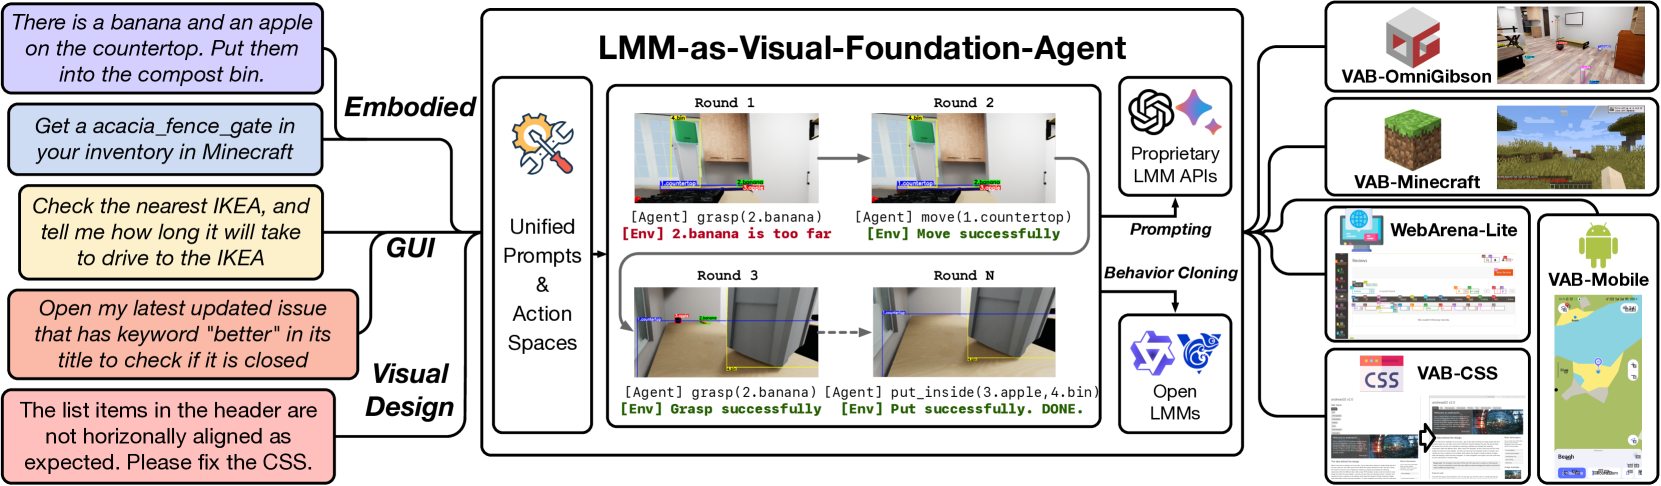 There is a banana and an apple
on the countertop. Put them
into the compost bin.
Get a acacia_fence_gate in
your inventory in Minecraft
Check the nearest IKEA, and
tell me how long it will take
to drive to the IKEA
Open my latest updated issue
that has keyword "better" in its
title to check if it is closed
The list items in the header are
not horizonally aligned as
expected. Please fix the CSS.
Embodied
GUI
Visual
Design
LMM-as-Visual-Foundation-Agent
Unified
Prompts
&
Action
Spaces
Round 1
4.bin
1.countertop
2.banana
3.apple
[Agent] grasp(2.banana)
[Env] 2.banana is too far
Round 2
4.bin
1.countertop
2.banana
3.apple
[Agent] move(1.countertop)
[Env] Move successfully
Round 3
1.countertop
2.banana
4.bin
[Agent] grasp(2.banana)
[Env] Grasp successfully
Round N
1.countertop
4.bin
[Agent] put_inside(3.apple,4.bin)
[Env] Put successfully. DONE.
Proprietary
LMM APIs
Prompting
Behavior Cloning
Open
LMMs
VAB-OmniGibson
VAB-Minecraft
WebArena-Lite
VAB-Mobile
Beach
CSS
VAB-CSS